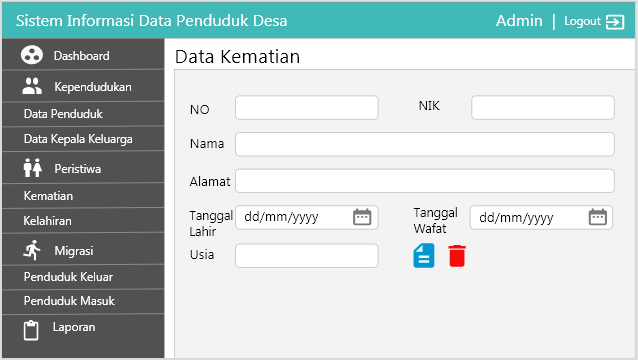 Sistem Informasi Data Penduduk Desa
Admin | Logout
Dashboard
Kependudukan
Data Penduduk
Data Kepala Keluarga
Peristiwa
Kematian
Kelahiran
Migrasi
Penduduk Keluar
Penduduk Masuk
Laporan
Data Kematian
NO
NIK
Nama
Alamat
Tanggal
Lahir
dd/mm/yyyy
Tanggal
Wafat
dd/mm/yyyy
Usia